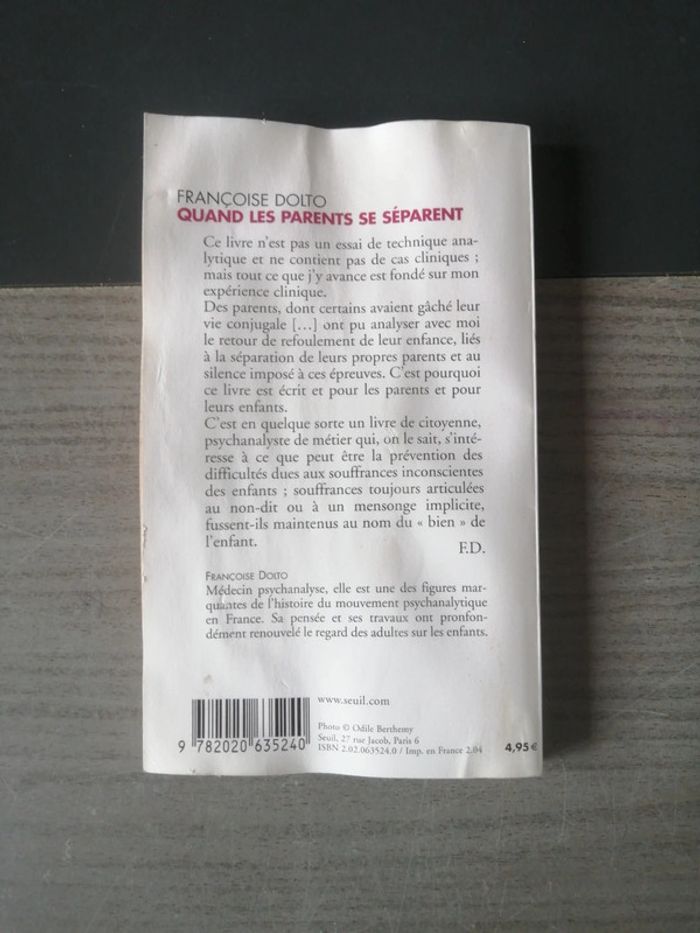 FRANÇOISE DOLTO
QUAND LES PARENTS SE SÉPARENT
Ce livre n'est pas un essai de technique ana-
lytique et ne contient pas de cas cliniques ;
mais tout ce que j'y avance est fondé sur mon
expérience clinique.
Des parents, dont certains avaient gâché leur
vie conjugale […] ont pu analyser avec moi
le retour de refoulement de leur enfance, liés
à la séparation de leurs propres parents et au
silence imposé à ces épreuves. C'est pourquoi
ce livre est écrit et pour les parents et pour
leurs enfants.
C'est en quelque sorte un livre de citoyenne,
psychanalyste de métier qui, on le sait, s'inté-
resse à ce que peut être la prévention des
difficultés dues aux souffrances inconscientes
des enfants ; souffrances toujours articulées
au non-dit ou à un mensonge implicite,
fussent-ils maintenus au nom du « bien » de
l'enfant.
F.D.
FRANÇOISE DOLTO
Médecin psychanalyse, elle est une des figures mar-
quantes de l'histoire du mouvement psychanalytique
en France. Sa pensée et ses travaux ont pronfon-
dément renouvelé le regard des adultes sur les enfants.
www.seuil.com
Photo © Odile Berthemy
Seuil, 27 rue Jacob, Paris 6
ISBN 2.02.063524.0 / Imp. en France 2.04
4,95€
9 782020 635240